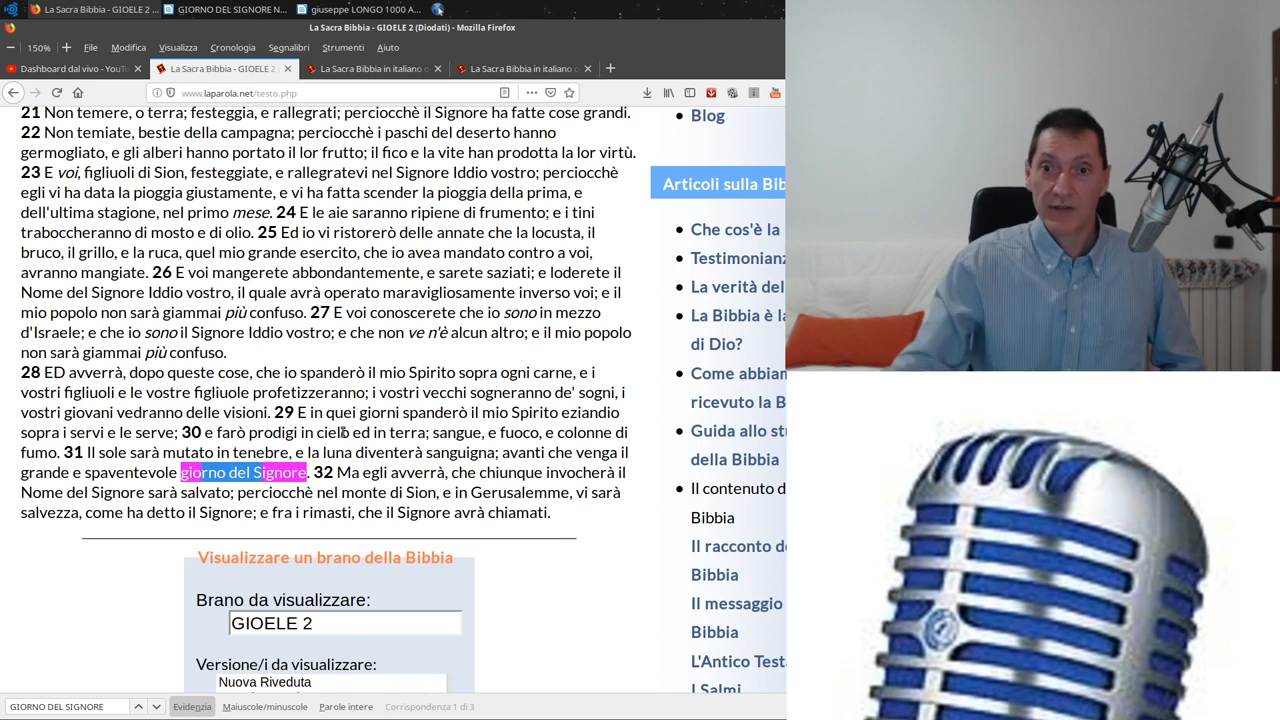 La Sacra Bibbia - GIOELE 2 ...
GIORNO DEL SIGNORE N...
giuseppe LONGO 1000 A...
La Sacra Bibbia - GIOELE 2 (Diodati) - Mozilla Firefox
150%
File
Modifica
Visualizza
Cronologia
Segnalibri
Strumenti
Aiuto
Dashboard dal vivo - YouTu
La Sacra Bibbia - GIOELE 2
La Sacra Bibbia in italiano o
La Sacra Bibbia in italiano d
www.laparola.net/testo.php
21 Non temere, o terra; festeggia, e rallegrati; perciocchè il Signore ha fatte cose grandi.
22 Non temiate, bestie della campagna; perciocchè i paschi del deserto hanno
germogliato, e gli alberi hanno portato il lor frutto; il fico e la vite han prodotta la lor virtù.
23 E voi, figliuoli di Sion, festeggiate, e rallegratevi nel Signore Iddio vostro; perciocchè
egli vi ha data la pioggia giustamente, e vi ha fatta scender la pioggia della prima, e
dell'ultima stagione, nel primo mese. 24 E le aie saranno ripiene di frumento; e i tini
traboccheranno di mosto e di olio. 25 Ed io vi ristorerò delle annate che la locusta, il
bruco, il grillo, e la ruca, quel mio grande esercito, che io avea mandato contro a voi,
avranno mangiate. 26 E voi mangerete abbondantemente, e sarete saziati; e loderete il
Nome del Signore Iddio vostro, il quale avrà operato maravigliosamente inverso voi; e il
mio popolo non sarà giammai più confuso. 27 E voi conoscerete che io sono in mezzo
d'Israele; e che io sono il Signore Iddio vostro; e che non ve n'è alcun altro; e il mio popolo
non sarà giammai più confuso.
28 ED avverrà, dopo queste cose, che io spanderò il mio Spirito sopra ogni carne, e i
vostri figliuoli e le vostre figliuole profetizzeranno; i vostri vecchi sogneranno de' sogni, i
vostri giovani vedranno delle visioni. 29 E in quei giorni spanderò il mio Spirito eziandio
sopra i servi e le serve; 30 e farò prodigi in cielo ed in terra; sangue, e fuoco, e colonne di
fumo. 31 Il sole sarà mutato in tenebre, e la luna diventerà sanguigna; avanti che venga il
grande e spaventevole giorno del Signore. 32 Ma egli avverrà, che chiunque invocherà il
Nome del Signore sarà salvato; perciocchè nel monte di Sion, e in Gerusalemme, vi sarà
salvezza, come ha detto il Signore; e fra i rimasti, che il Signore avrà chiamati.
Visualizzare un brano della Bibbia
Brano da visualizzare:
GIOELE 2
Versione/i da visualizzare:
Nuova Riveduta
Blog
Articoli sulla Bib
Che cos'è la
Testimonianz
La verità del
La Bibbia è la
di Dio?
Come abbian
ricevuto la B
Guida allo stu
della Bibbia
Il contenuto d
Bibbia
Il racconto de
Bibbia
Il messaggio
Bibbia
L'Antico Test
I Salmi
GIORNO DEL SIGNORE
Evidenzia
Maiuscole/minuscole
Parole intere
Corrispondenza 1 di 3